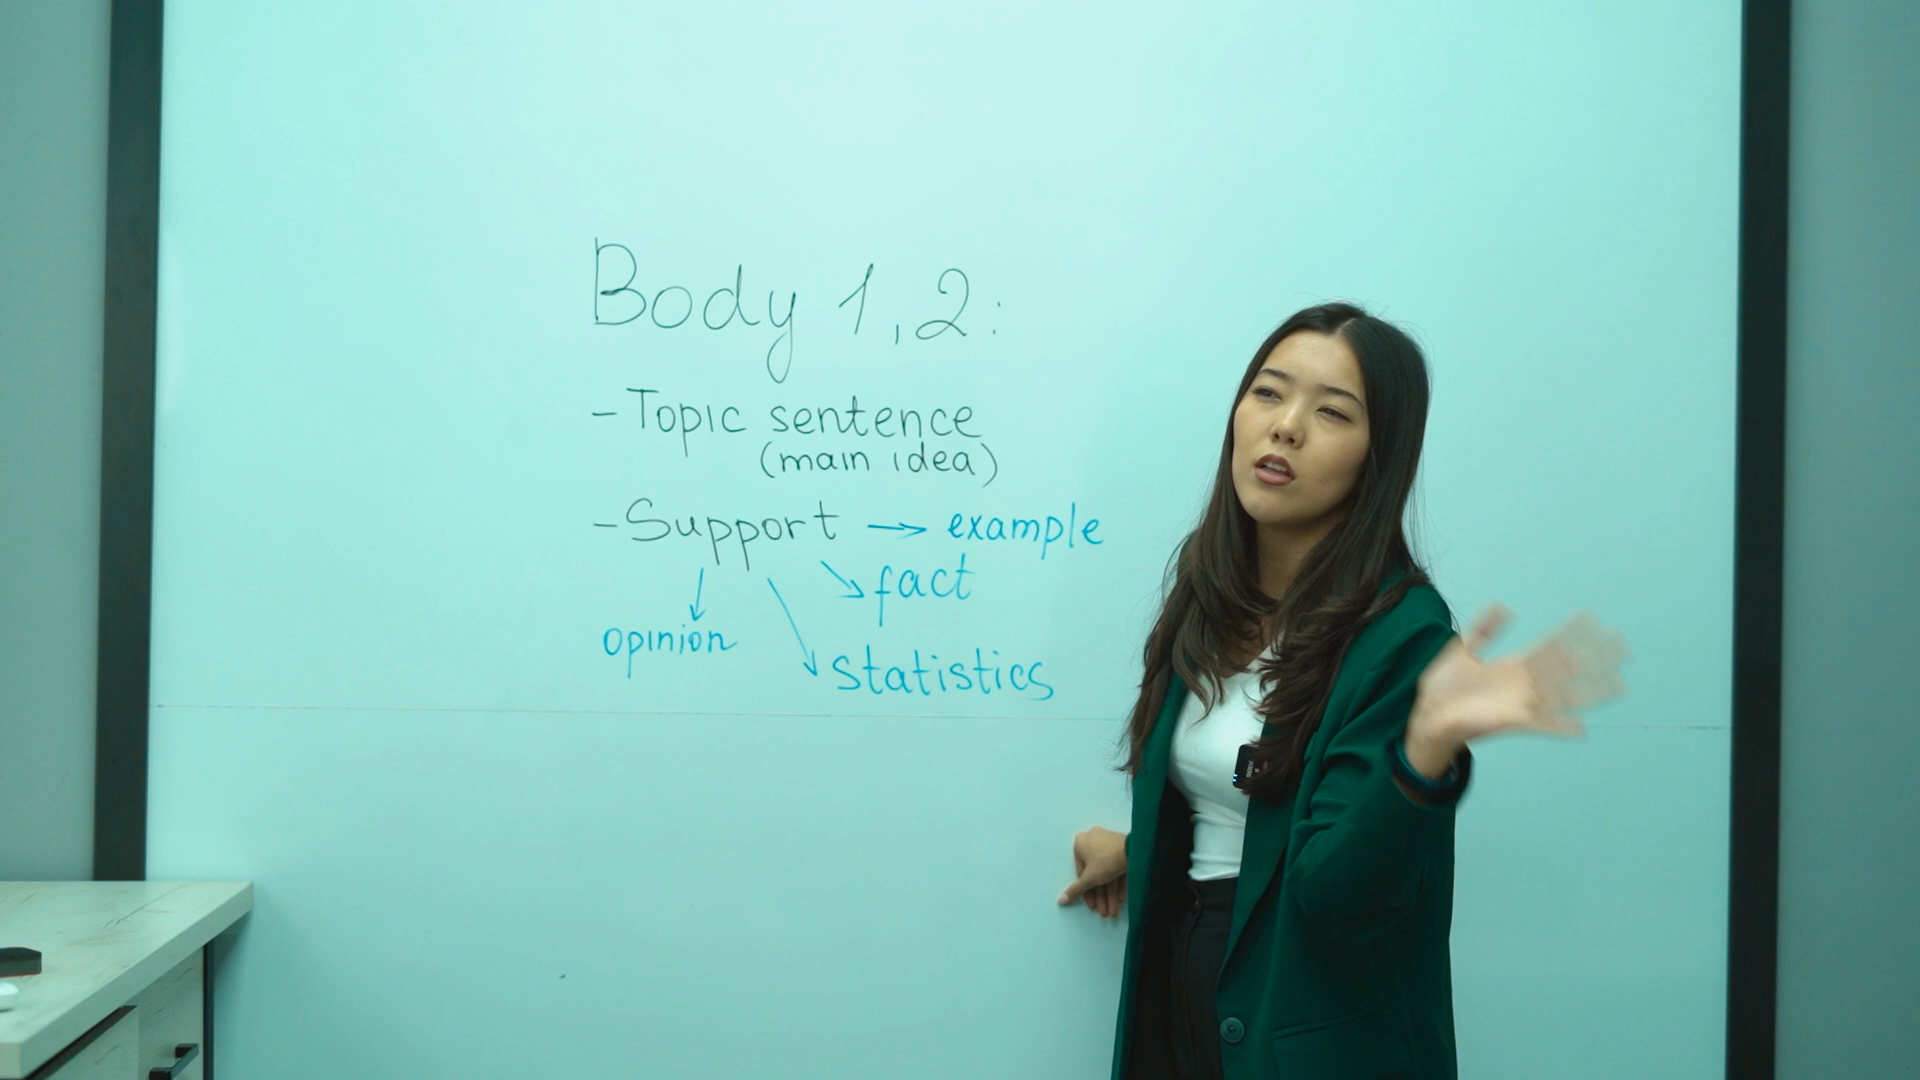 Body 1, 2:
- Topic sentence
(main idea)
- Support → example
fact
opinion
statistics